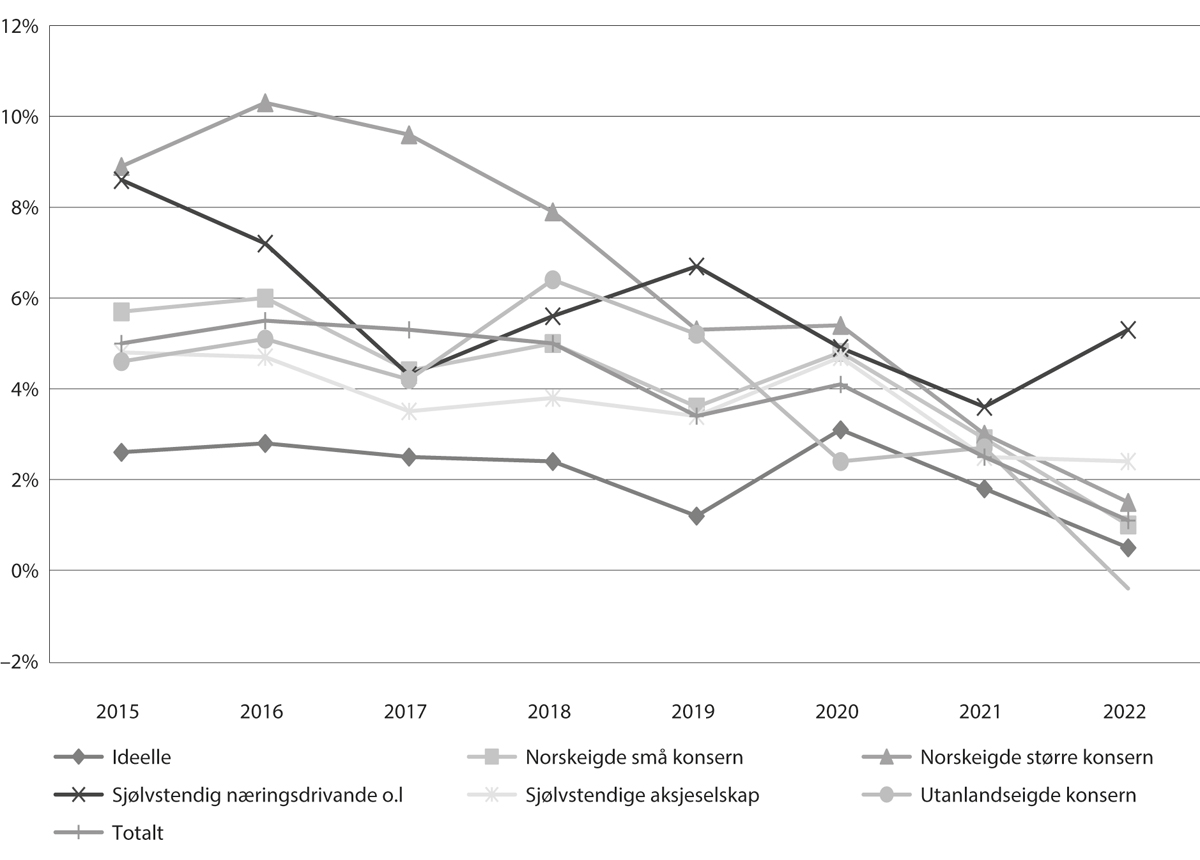 12%
10%
8%
6%
4%
2%
0%
–2%
2015 2016 2017 2018 2019 2020 2021 2022
Ideelle Norskeigde små konsern Norskeigde større konsern
Sjølvstendig næringsdrivande o.l Sjølvstendige aksjeselskap Utanlandseigde konsern
Totalt